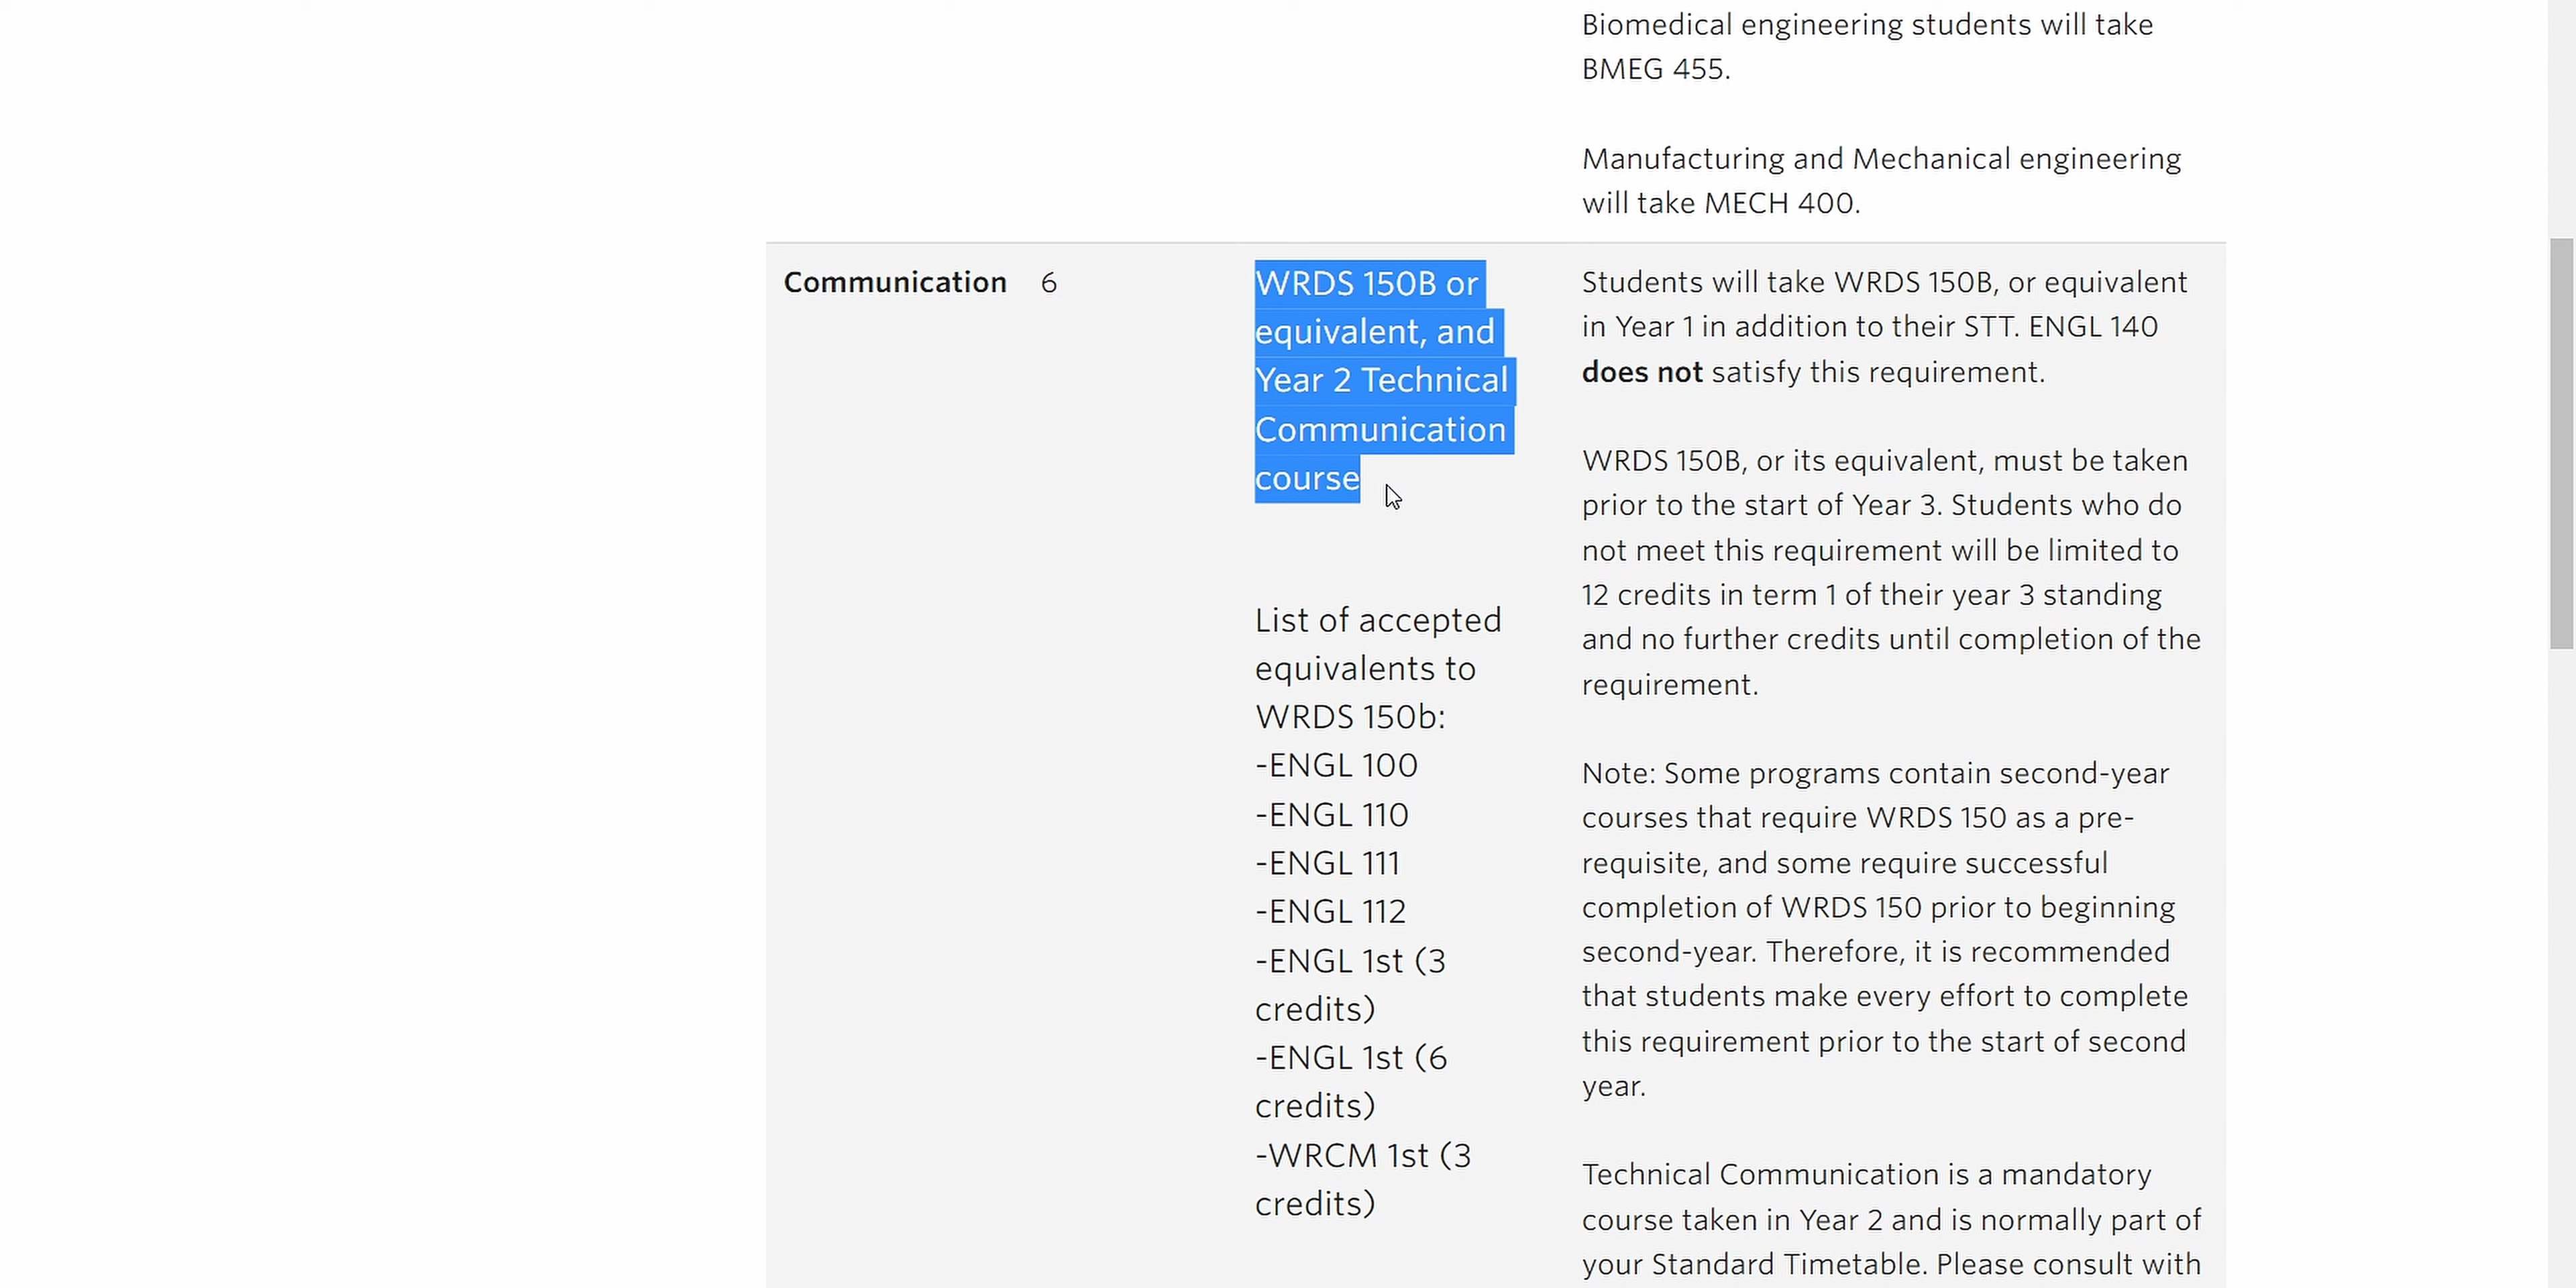 Biomedical engineering students will take
BMEG 455.
Manufacturing and Mechanical engineering
will take MECH 400.
Communication 6
WRDS 150B or
equivalent, and
Year 2 Technical
Communication
course
List of accepted
equivalents to
WRDS 150b:
-ENGL 100
-ENGL 110
-ENGL 111
-ENGL 112
-ENGL 1st (3
credits)
-ENGL 1st (6
credits)
-WRCM 1st (3
credits)
Students will take WRDS 150B, or equivalent
in Year 1 in addition to their STT. ENGL 140
does not satisfy this requirement.
WRDS 150B, or its equivalent, must be taken
prior to the start of Year 3. Students who do
not meet this requirement will be limited to
12 credits in term 1 of their year 3 standing
and no further credits until completion of the
requirement.
Note: Some programs contain second-year
courses that require WRDS 150 as a pre-
requisite, and some require successful
completion of WRDS 150 prior to beginning
second-year. Therefore, it is recommended
that students make every effort to complete
this requirement prior to the start of second
year.
Technical Communication is a mandatory
course taken in Year 2 and is normally part of
your Standard Timetable. Please consult with